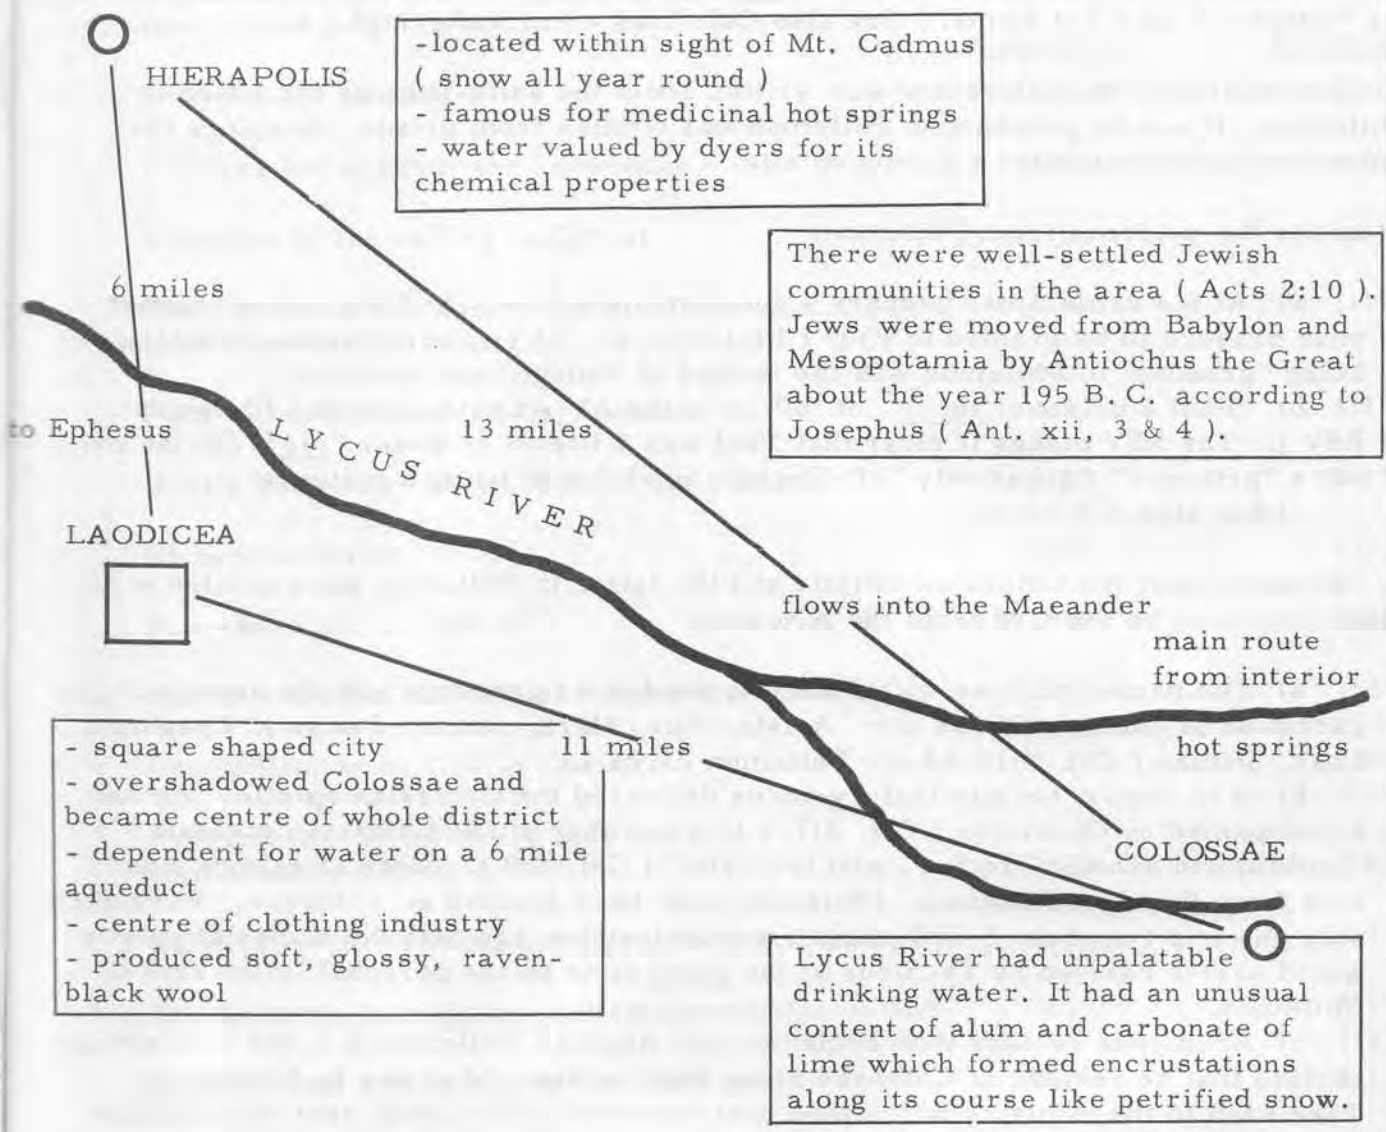 HIERAPOLIS
-located within sight of Mt. Cadmus
( snow all year round )
- famous for medicinal hot springs
- water valued by dyers for its
chemical properties
There were well-settled Jewish
communities in the area ( Acts 2;10 ).
Jews were moved from Babylon and
Mesopotamia by Antiochus the Great
about the year 195 B. C. according to
Josephus ( Ant. xii, 3 & 4 ).
6 miles
to Ephesus
LYCUS RIVER
13 miles
LAODICEA
flows into the Maeander
main route
from interior
hot springs
11 miles
- square shaped city
- overshadowed Colossae and
became centre of whole district
- dependent for water on a 6 mile
aqueduct
- centre of clothing industry
- produced soft, glossy, raven-
black wool
COLOSSAE
Lycus River had unpalatable
drinking water. It had an unusual
content of alum and carbonate of
lime which formed encrustations
along its course like petrified snow.